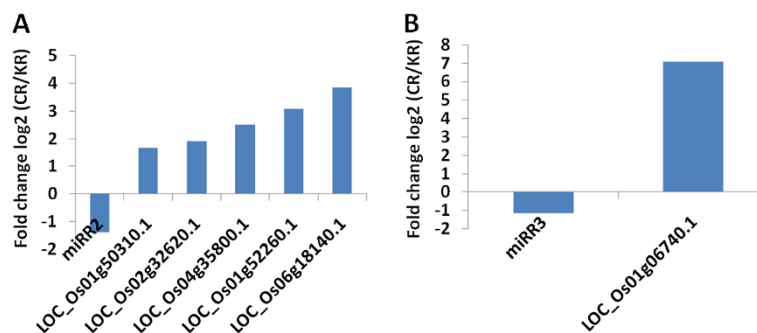 A
Fold change log2 (CR/KR)
5
4
3
2
1
0
-1
-2
miRR2
LOC_Os01g50310.1
LOC_Os02g32620.1
LOC_Os04g35800.1
LOC_Os01g52260.1
LOC_Os06g18140.1
B
Fold change log2 (CR/KR)
8
7
6
5
4
3
2
1
0
-1
-2
miRR3
LOC_Os01g06740.1